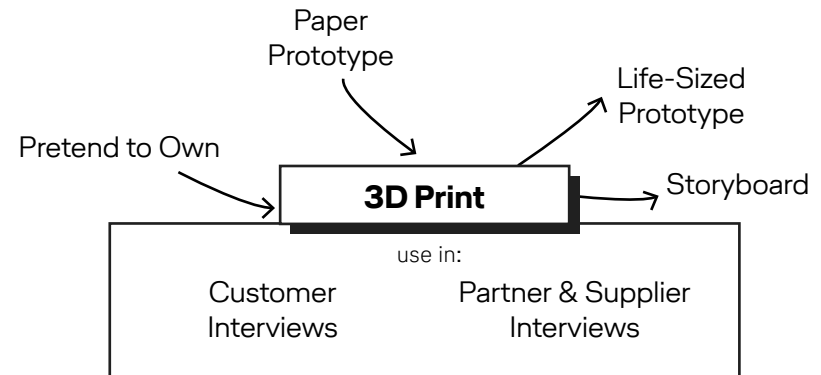 Paper
Prototype
Life-Sized
Prototype
Pretend to Own
Storyboard
3D Print
use in:
Customer
Interviews
Partner & Supplier
Interviews